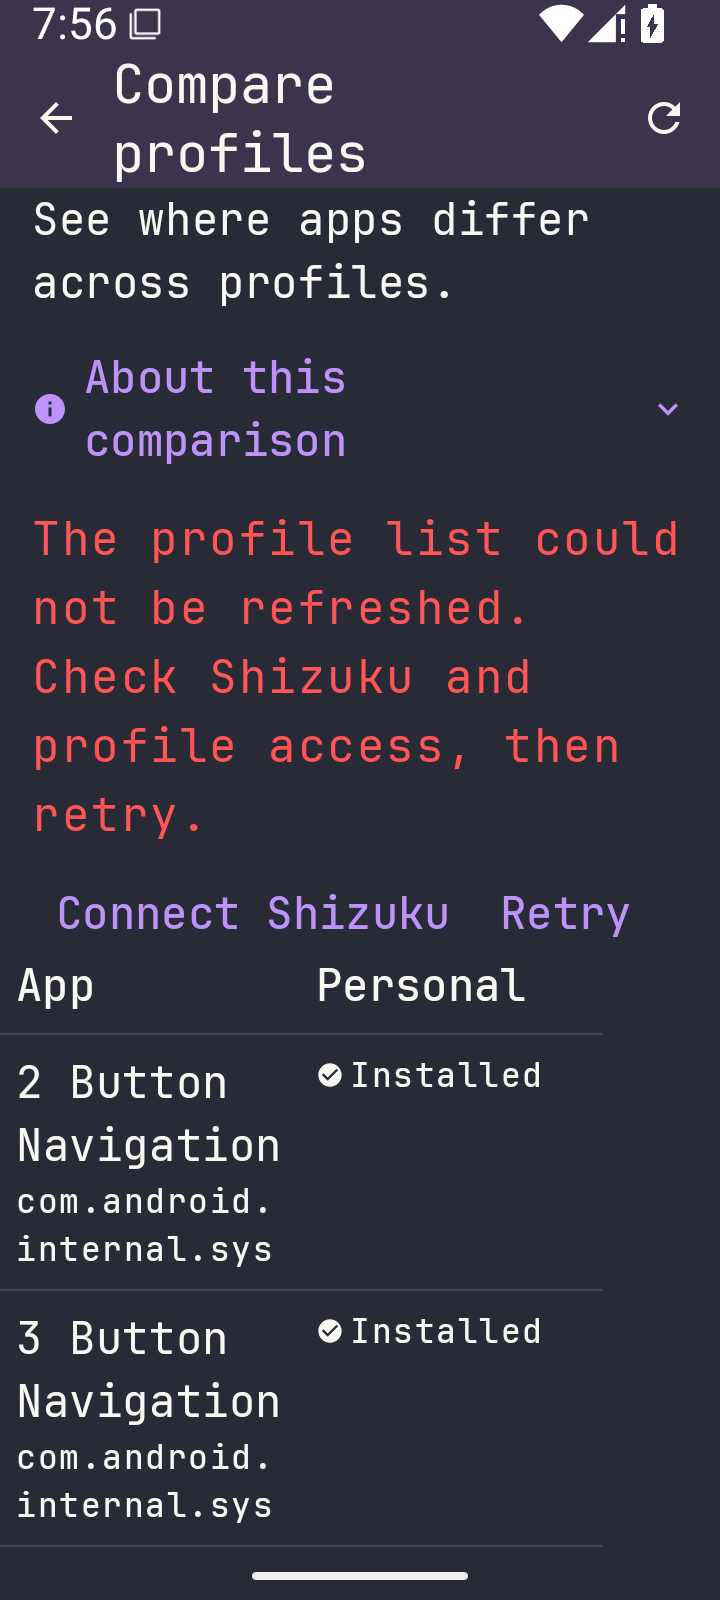 7:56
Compare
profiles
See where apps differ
across profiles.
About this
comparison
The profile list could
not be refreshed.
Check Shizuku and
profile access, then
retry.
Connect Shizuku Retry
App Personal
2 Button Installed
Navigation
com.android.
internal.sys
3 Button Installed
Navigation
com.android.
internal.sys